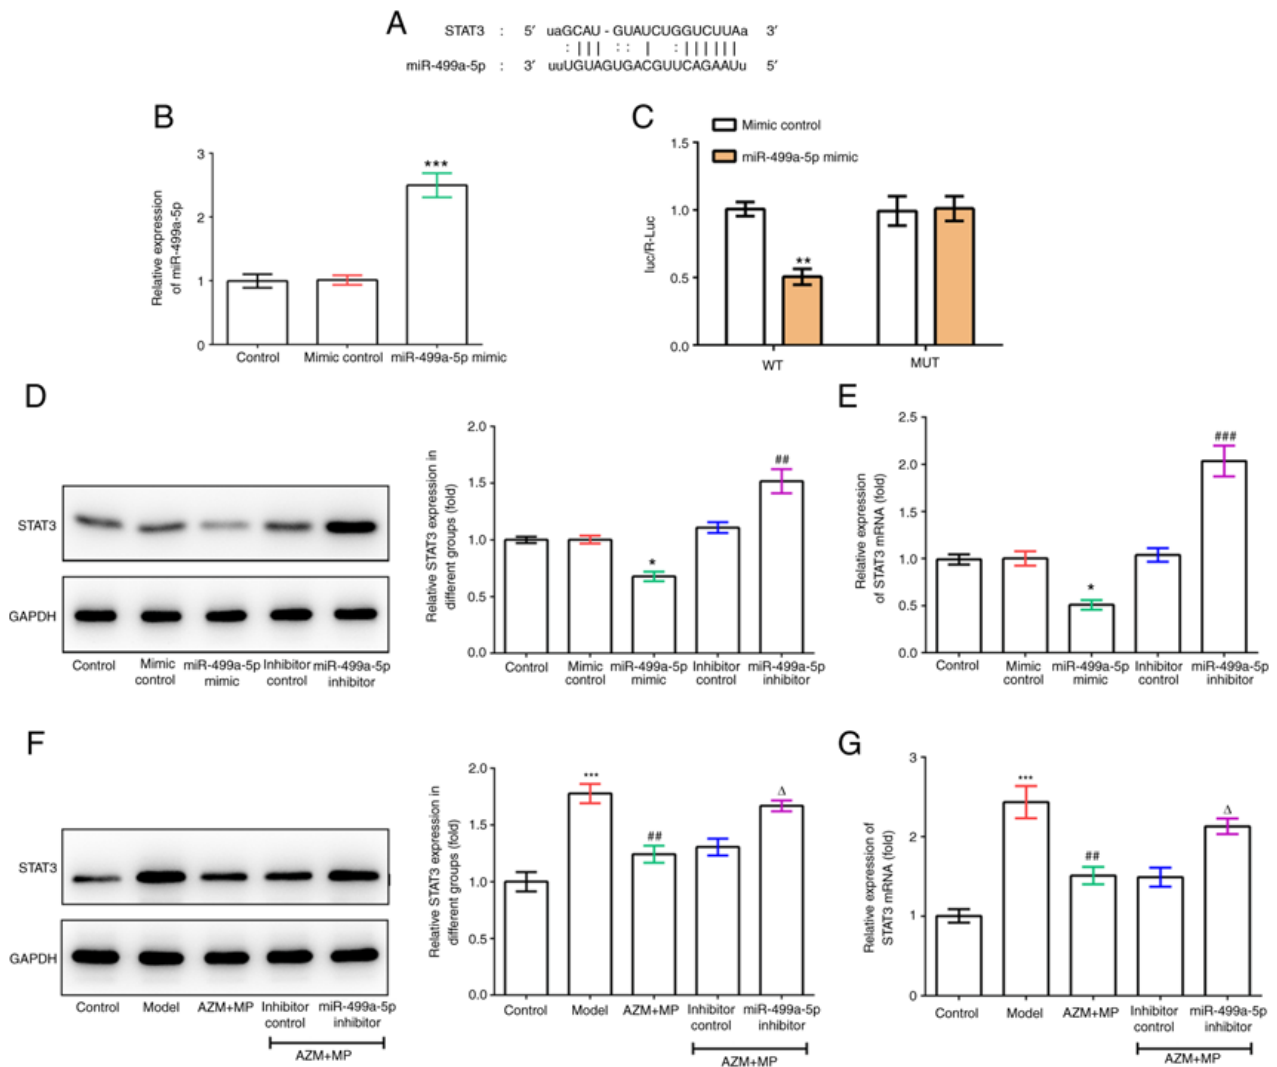 A
STAT3 : 5′ uaGCAU - GUAUCUGGUCUUAa 3′
: | | | : : | : | | | | | |
miR-499a-5p : 3′ uuUGUAGUGACGUUCAGAAUu 5′
B
Relative expression
of miR-499a-5p
3
2
1
0
***
Control Mimic control miR-499a-5p mimic
C
Mimic control
miR-499a-5p mimic
luc/R-Luc
1.5
1.0
0.5
0.0
**
WT MUT
D
STAT3
GAPDH
Control Mimic control miR-499a-5p mimic Inhibitor control miR-499a-5p inhibitor
Relative STAT3 expression in
different groups (fold)
2.0
1.5
1.0
0.5
0.0
*
##
Control Mimic control miR-499a-5p mimic Inhibitor control miR-499a-5p inhibitor
E
Relative expression
of STAT3 mRNA (fold)
2.5
2.0
1.5
1.0
0.5
0.0
*
###
Control Mimic control miR-499a-5p mimic Inhibitor control miR-499a-5p inhibitor
F
STAT3
GAPDH
Control Model AZM+MP Inhibitor control miR-499a-5p inhibitor
AZM+MP
Relative STAT3 expression in
different groups (fold)
2.0
1.5
1.0
0.5
0.0
***
##
Δ
Control Model AZM+MP Inhibitor control miR-499a-5p inhibitor
AZM+MP
G
Relative expression of
STAT3 mRNA (fold)
3
2
1
0
***
##
Δ
Control Model AZM+MP Inhibitor control miR-499a-5p inhibitor
AZM+MP